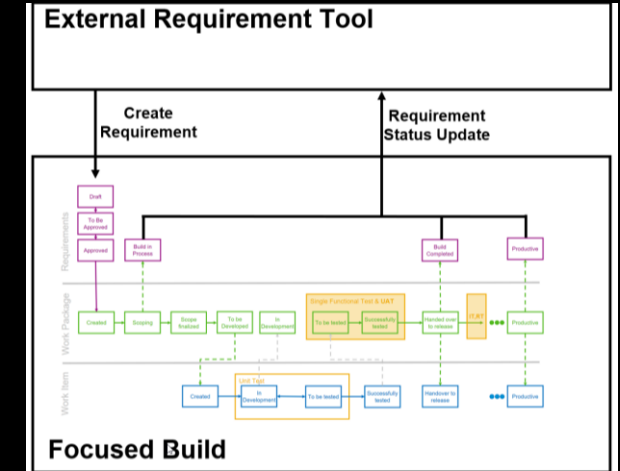 External Requirement Tool
Create
Requirement
Requirement
Status Update
Requirements
Draft
To Be
Approved
Approved
Build in
Process
Build
Completed
Productive
Work Package
Single Functional Test & UAT
Created
Scoping
Scope
finalized
To be
Developed
In
Development
To be tested
Successfully
tested
Handed over
to release
Productive
Work Item
Unit Test
Created
In
Development
To be tested
Successfully
tested
Handover to
release
Productive
Focused Build